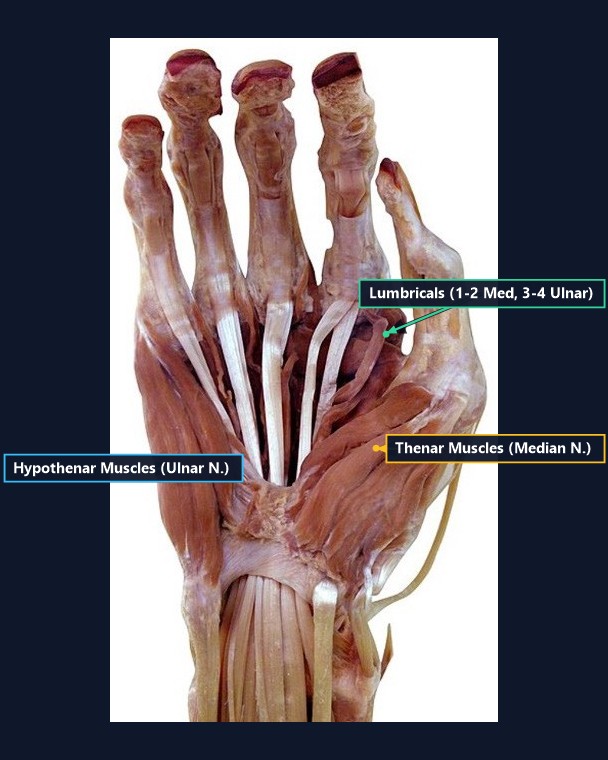 Lumbricals (1-2 Med, 3-4 Ulnar)
Thenar Muscles (Median N.)
Hypothenar Muscles (Ulnar N.)